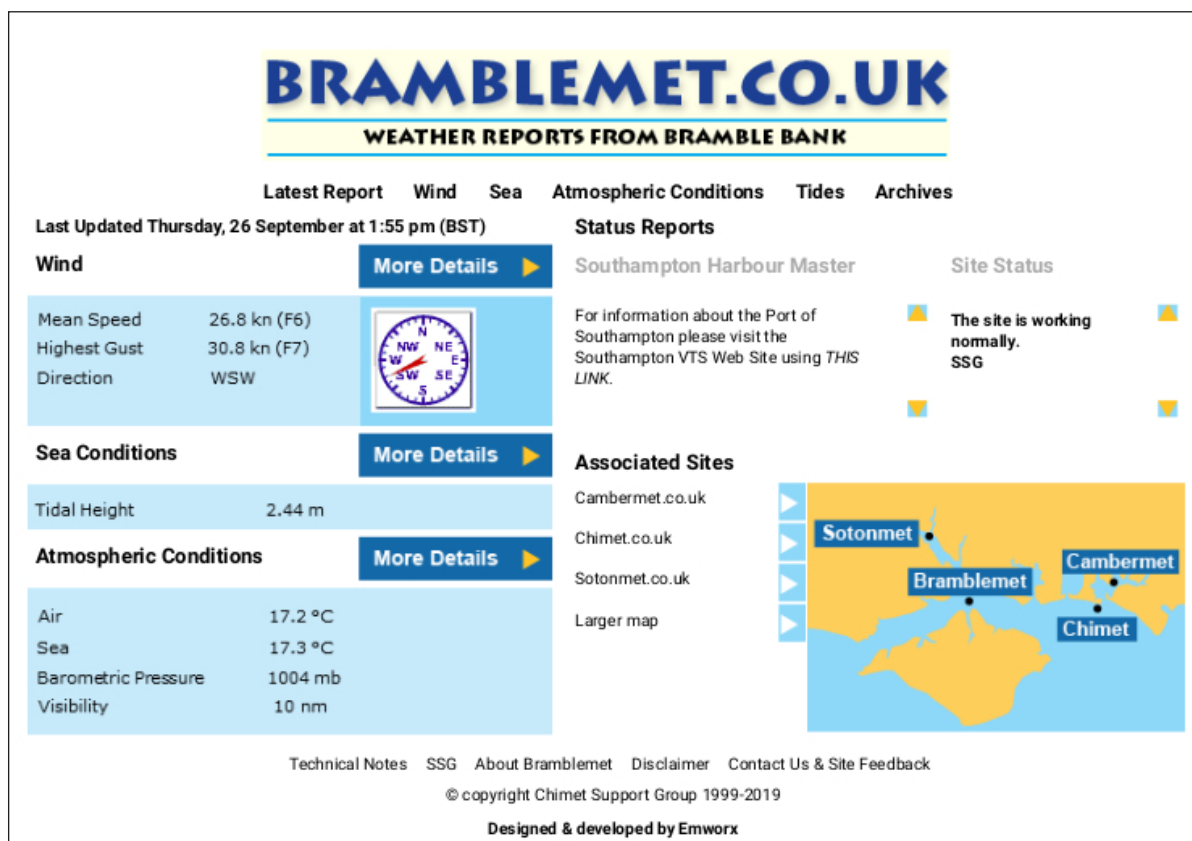 BRAMBLEMET.CO.UK
WEATHER REPORTS FROM BRAMBLE BANK
Latest Report Wind Sea Atmospheric Conditions Tides Archives
Last Updated Thursday, 26 September at 1:55 pm (BST)
Wind
More Details
Mean Speed 26.8 kn (F6)
Highest Gust 30.8 kn (F7)
Direction WSW
N
NW NE
W E
SW SE
S
Sea Conditions
More Details
Tidal Height 2.44 m
Atmospheric Conditions
More Details
Air 17.2 °C
Sea 17.3 °C
Barometric Pressure 1004 mb
Visibility 10 nm
Status Reports
Southampton Harbour Master
For information about the Port of
Southampton please visit the
Southampton VTS Web Site using THIS
LINK.
Site Status
The site is working
normally.
SSG
Associated Sites
Cambermet.co.uk
Chimet.co.uk
Sotonmet.co.uk
Larger map
Sotonmet
Cambermet
Bramblemet
Chimet
Technical Notes SSG About Bramblemet Disclaimer Contact Us & Site Feedback
© copyright Chimet Support Group 1999-2019
Designed & developed by Emworx